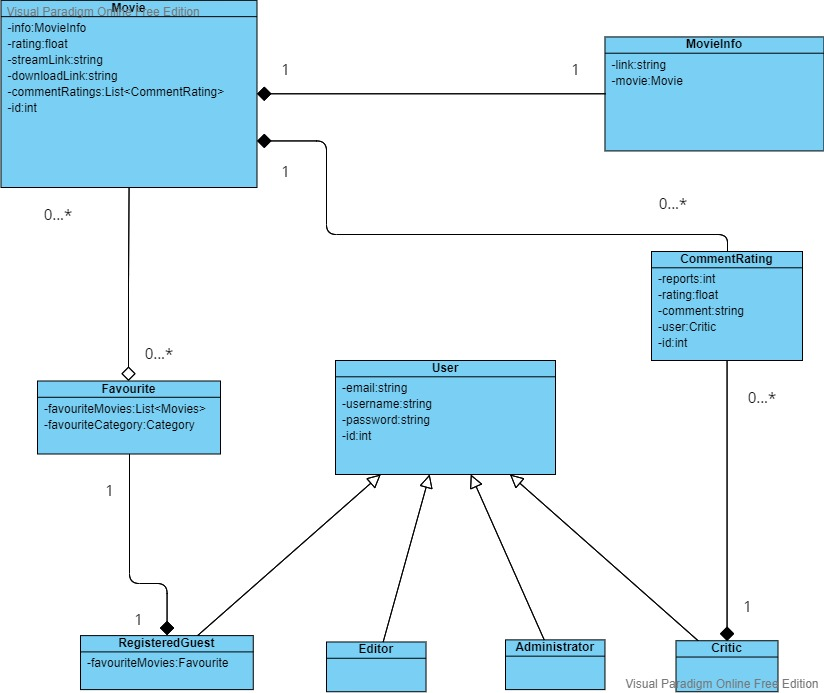 Visual Paradigm Online Free Edition
Movie
-info:MovieInfo
-rating:float
-streamLink:string
-downloadLink:string
-commentRatings:List<CommentRating>
-id:int
1
1
MovieInfo
-link:string
-movie:Movie
1
0...*
0...*
CommentRating
-reports:int
-rating:float
-comment:string
-user:Critic
-id:int
0...*
Favourite
-favouriteMovies:List<Movies>
-favouriteCategory:Category
User
-email:string
-username:string
-password:string
-id:int
0...*
1
1
1
RegisteredGuest
-favouriteMovies:Favourite
Editor
Administrator
Critic
Visual Paradigm Online Free Edition